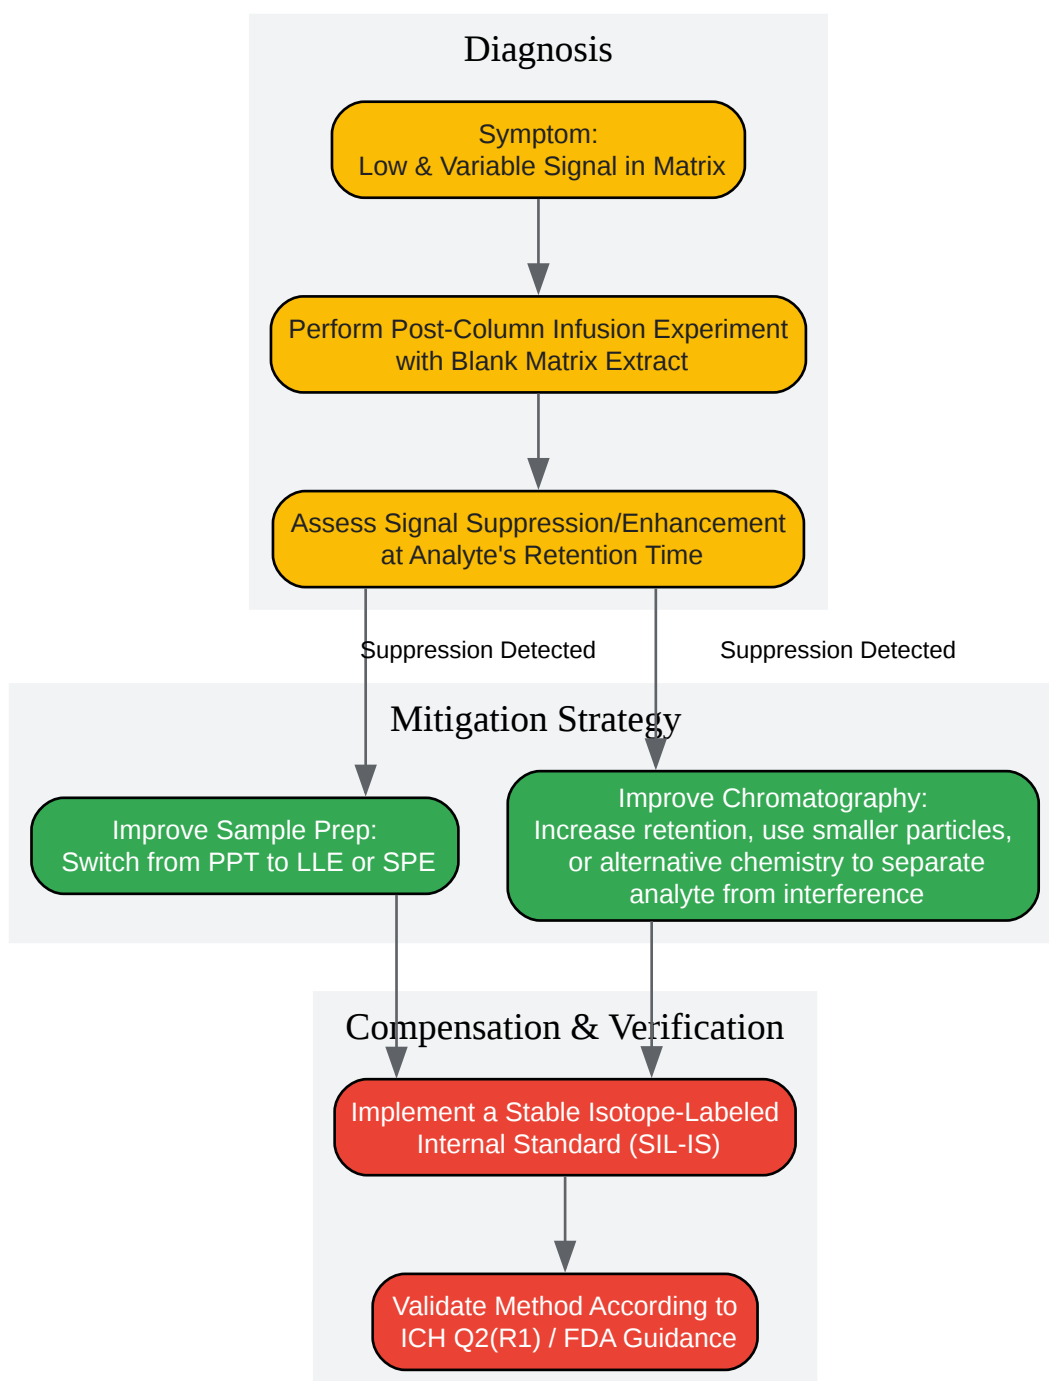 Diagnosis
Symptom:
Low & Variable Signal in Matrix
Perform Post-Column Infusion Experiment
with Blank Matrix Extract
Assess Signal Suppression/Enhancement
at Analyte's Retention Time
Suppression Detected
Suppression Detected
Mitigation Strategy
Improve Sample Prep:
Switch from PPT to LLE or SPE
Improve Chromatography:
Increase retention, use smaller particles,
or alternative chemistry to separate
analyte from interference
Compensation & Verification
Implement a Stable Isotope-Labeled
Internal Standard (SIL-IS)
Validate Method According to
ICH Q2(R1) / FDA Guidance